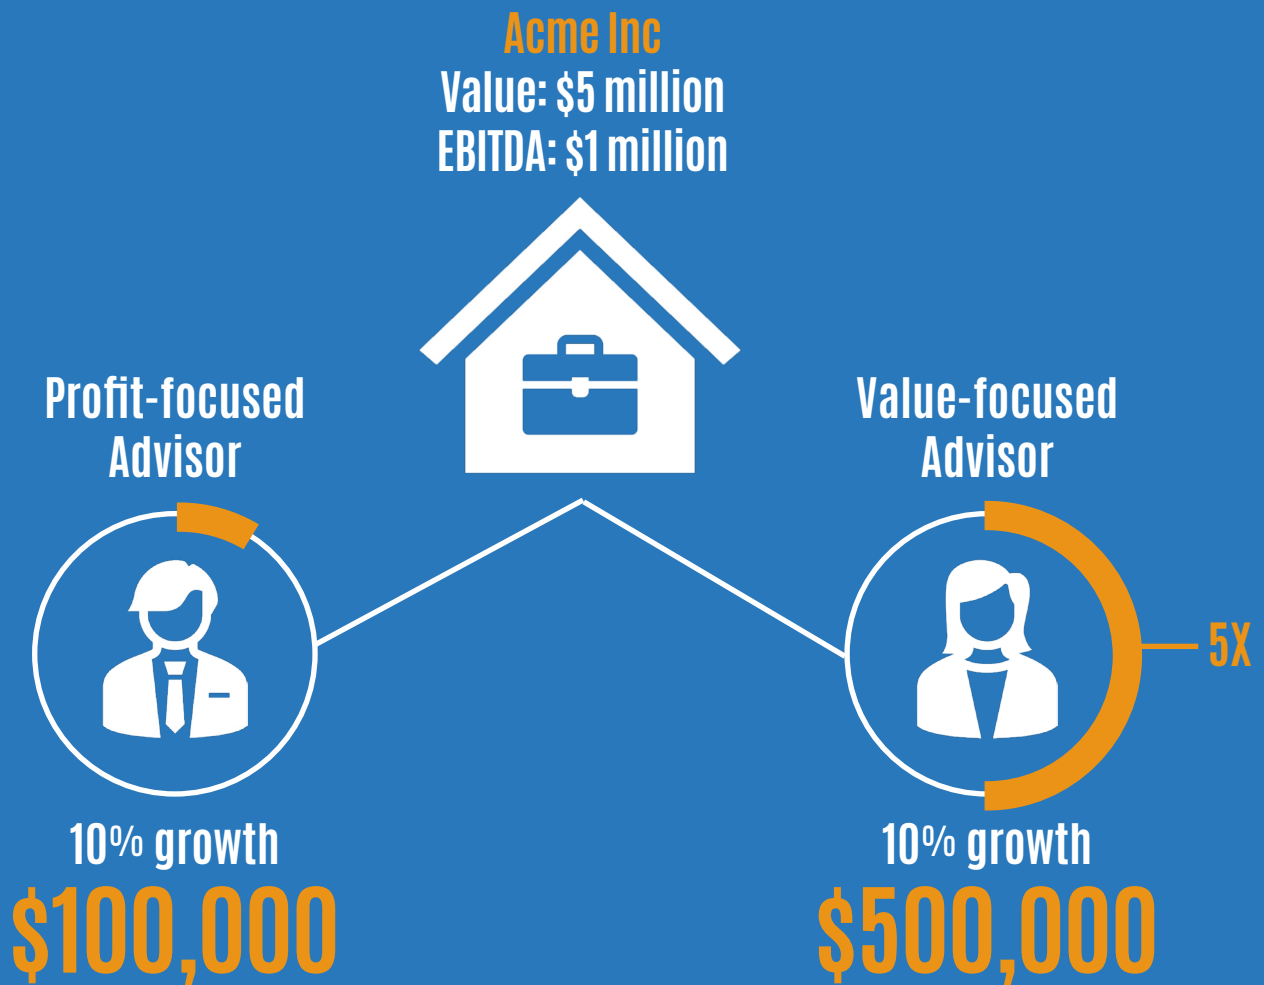 Acme Inc
Value: $5 million
EBITDA: $1 million
Profit-focused
Advisor
10% growth
$100,000
Value-focused
Advisor
5X
10% growth
$500,000